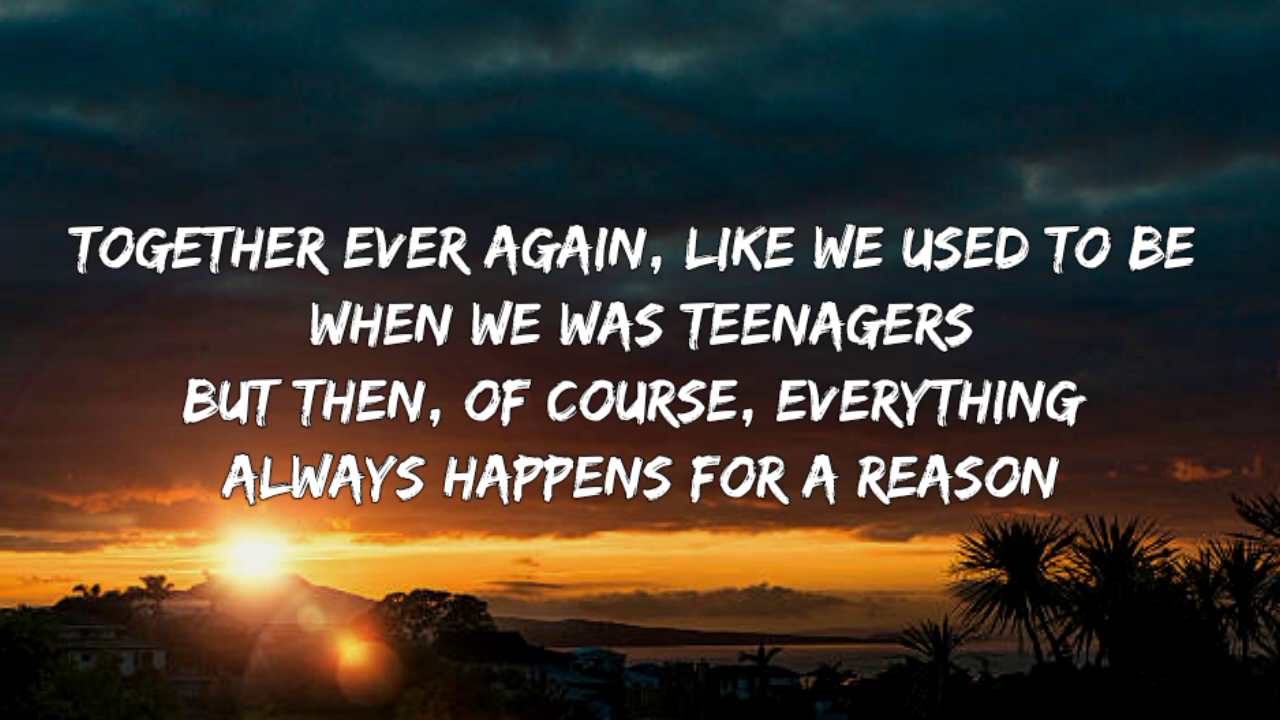 TOGETHER EVER AGAIN, LIKE WE USED TO BE
WHEN WE WAS TEENAGERS
BUT THEN, OF COURSE, EVERYTHING
ALWAYS HAPPENS FOR A REASON